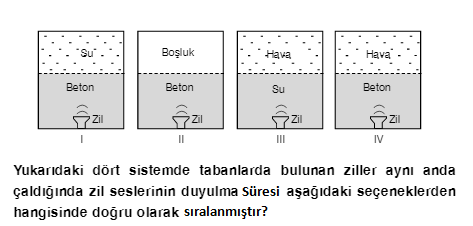 Su Boşluk Hava Hava
Beton Beton Su Beton
Zil Zil Zil Zil
I II III IV
Yukarıdaki dört sistemde tabanlarda bulunan ziller aynı anda
çaldığında zil seslerinin duyulma Süresi aşağıdaki seçeneklerden
hangisinde doğru olarak sıralanmıştır?